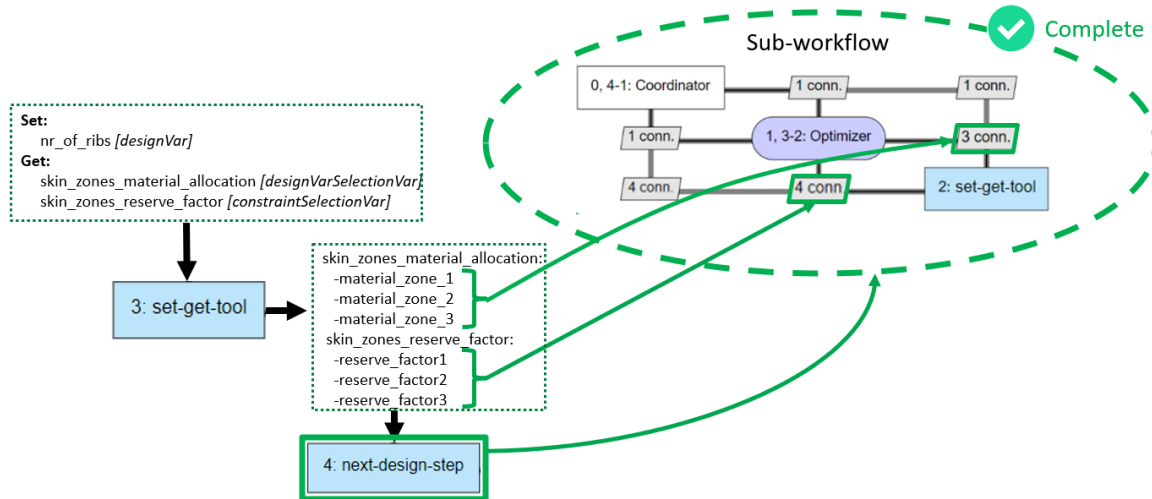 Complete
Sub-workflow
0, 4-1: Coordinator
1 conn.
1 conn.
1 conn.
1, 3-2: Optimizer
3 conn.
4 conn.
4 conn.
2: set-get-tool
Set:
nr_of_ribs [designVar]
Get:
skin_zones_material_allocation [designVarSelectionVar]
skin_zones_reserve_factor [constraintSelectionVar]
3: set-get-tool
skin_zones_material_allocation:
-material_zone_1
-material_zone_2
-material_zone_3
skin_zones_reserve_factor:
-reserve_factor1
-reserve_factor2
-reserve_factor3
4: next-design-step